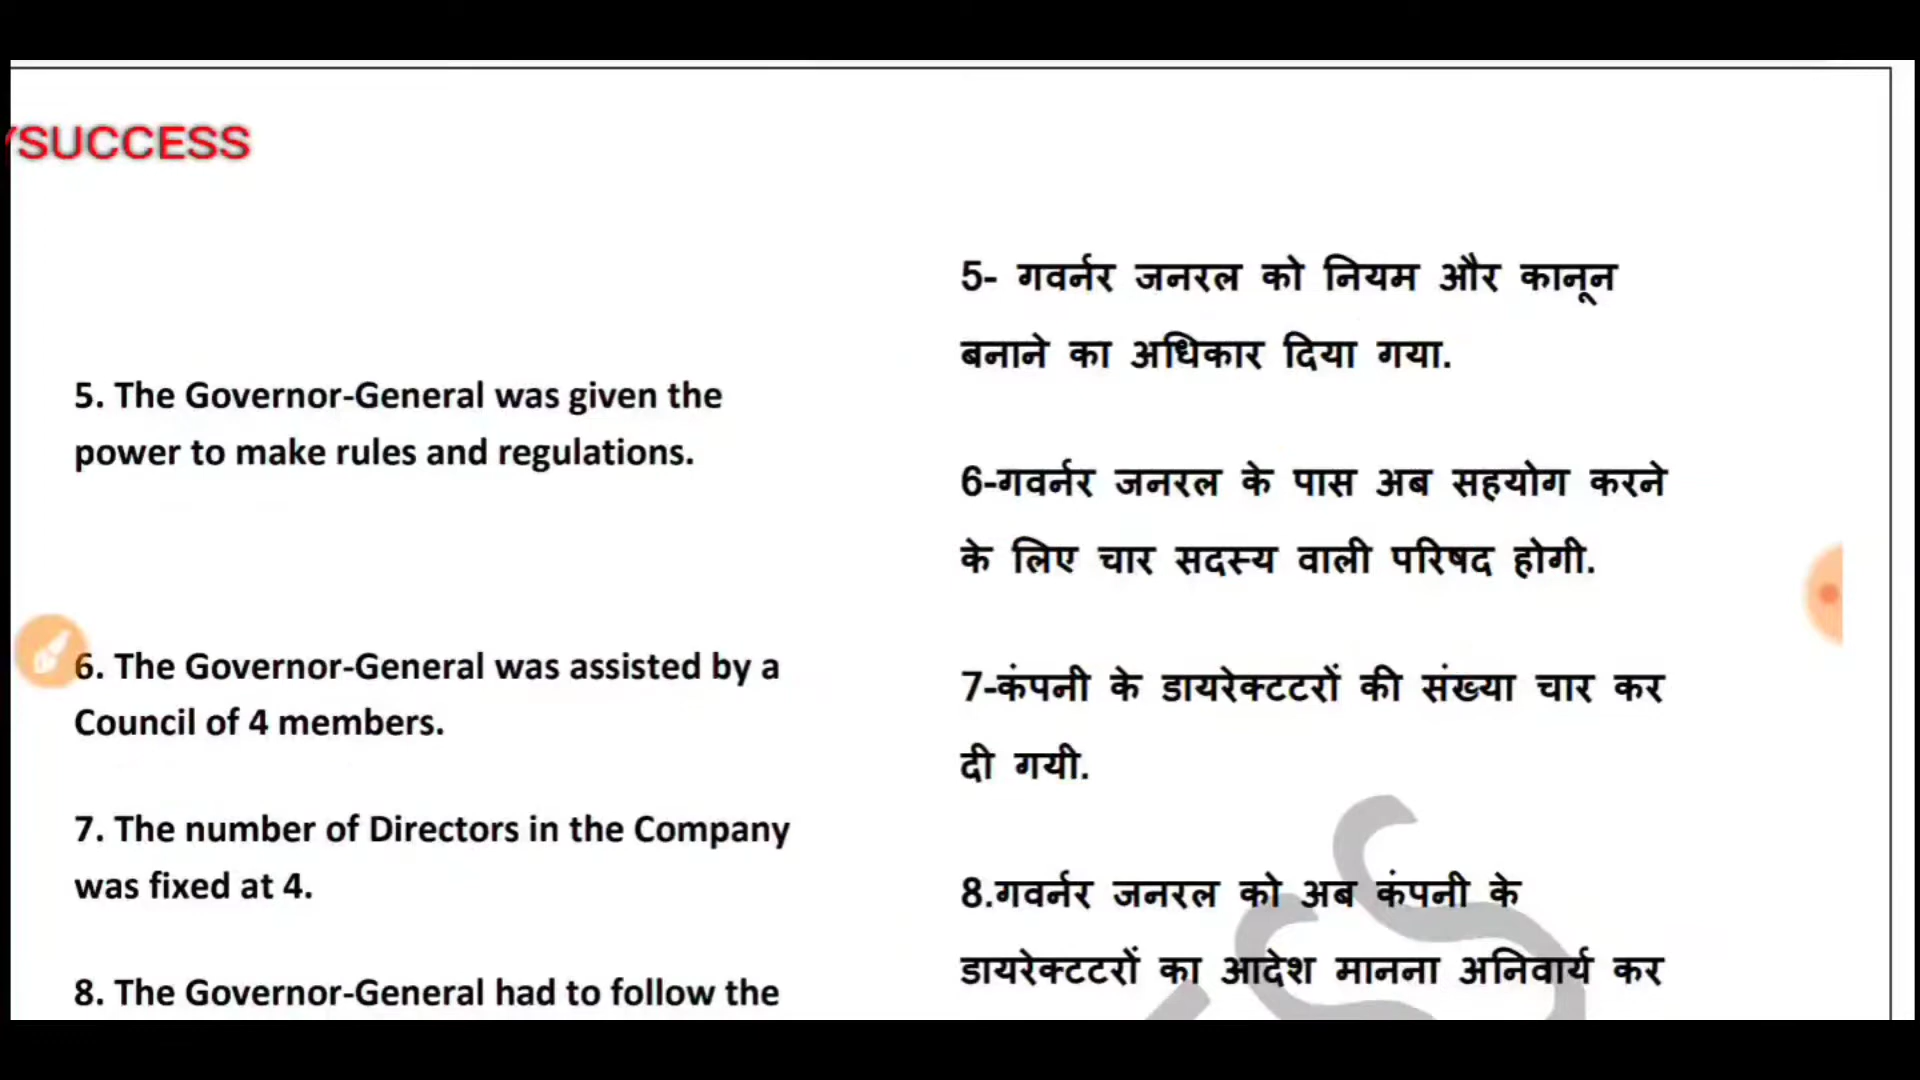 'SUCCESS
5. The Governor-General was given the
power to make rules and regulations.
6. The Governor-General was assisted by a
Council of 4 members.
7. The number of Directors in the Company
was fixed at 4.
8. The Governor-General had to follow the
5- गवर्नर जनरल को नियम और कानून
बनाने का अधिकार दिया गया.
6-गवर्नर जनरल के पास अब सहयोग करने
के लिए चार सदस्य वाली परिषद होगी.
7-कंपनी के डायरेक्टटरों की संख्या चार कर
दी गयी.
8.गवर्नर जनरल को अब कंपनी के
डायरेक्टटरों का आदेश मानना अनिवार्य कर